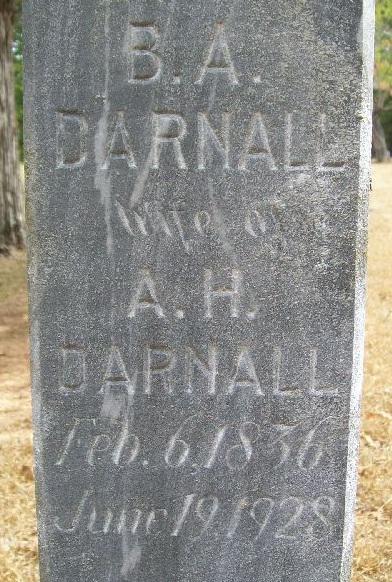 B. A.
DARNALL
Wife of
A. H.
DARNALL
Feb. 6, 1836
June 19, 1928